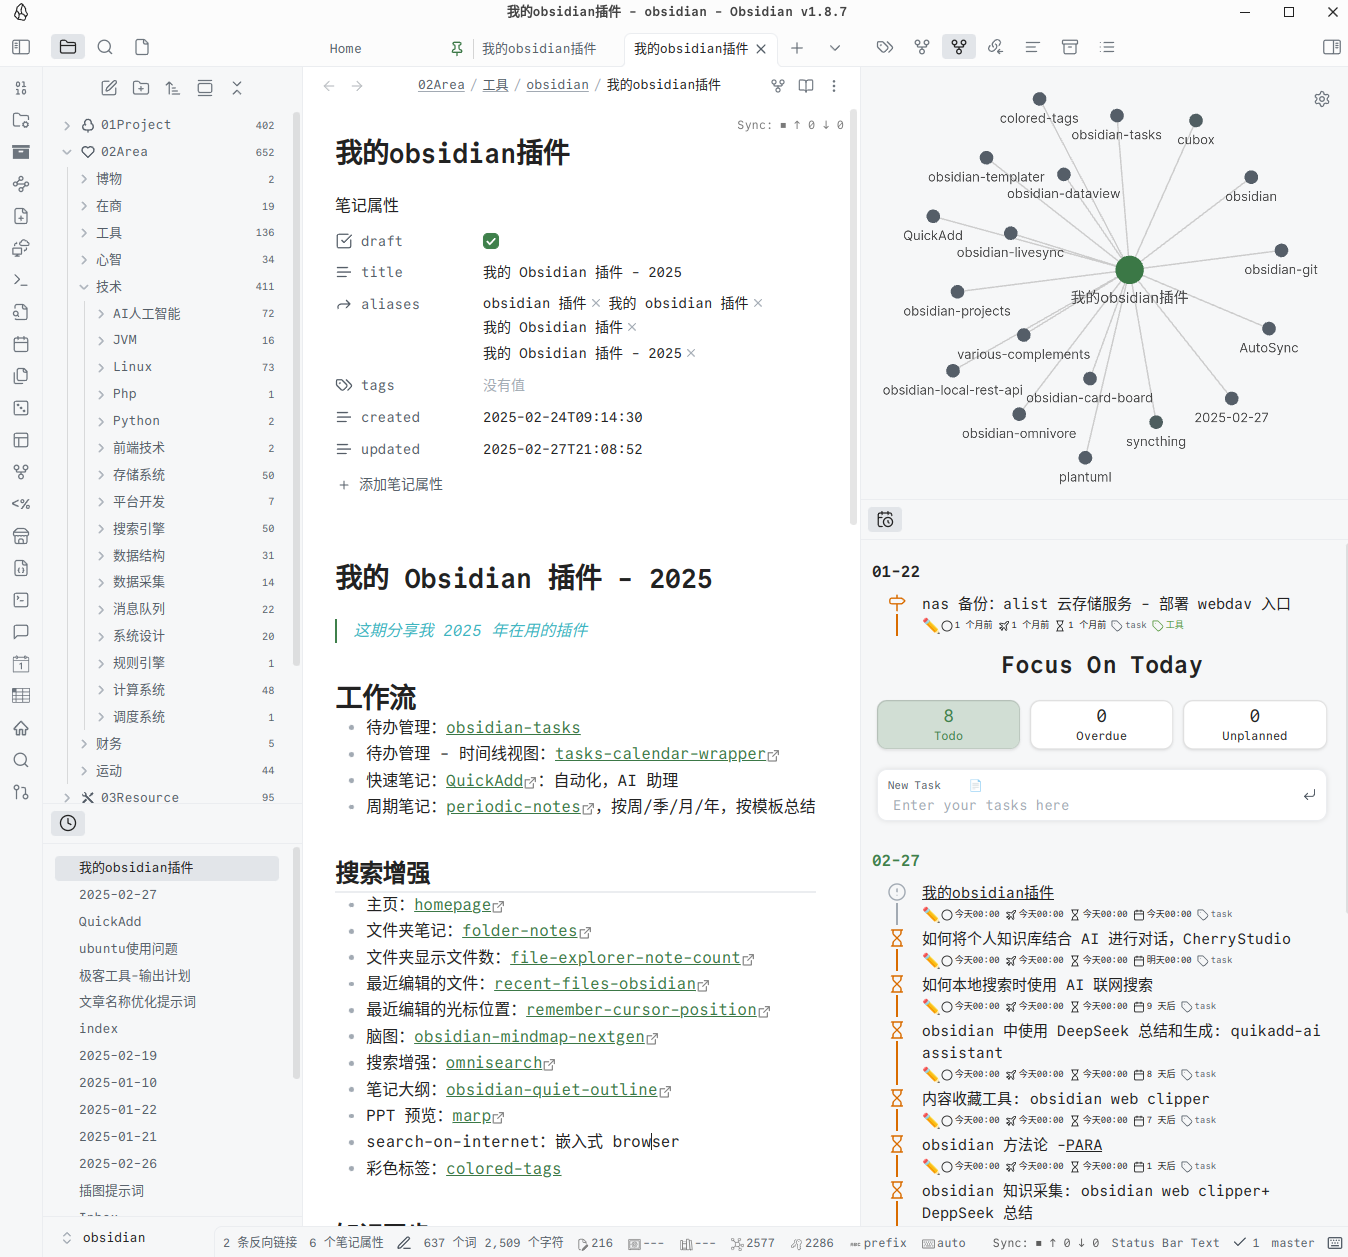 我的obsidian插件 - obsidian - Obsidian v1.8.7
Home
我的obsidian插件
我的obsidian插件
01Project 402
02Area 652
博物 2
在商 19
工具 136
心智 34
技术 411
AI人工智能 72
JVM 16
Linux 73
Php 1
Python 2
前端技术 2
存储系统 50
平台开发 7
搜索引擎 50
数据结构 31
数据采集 14
消息队列 22
系统设计 20
规则引擎 1
计算系统 48
调度系统 1
财务 5
运动 44
03Resource 95
我的obsidian插件
2025-02-27
QuickAdd
ubuntu使用问题
极客工具-输出计划
文章名称优化提示词
index
2025-02-19
2025-01-10
2025-01-22
2025-01-21
2025-02-26
插图提示词
Inbox
obsidian
02Area / 工具 / obsidian / 我的obsidian插件
Sync: ⏹ ↑ 0 ↓ 0
我的obsidian插件
笔记属性
draft
title 我的 Obsidian 插件 - 2025
aliases obsidian 插件 × 我的 obsidian 插件 ×
我的 Obsidian 插件 ×
我的 Obsidian 插件 - 2025 ×
tags 没有值
created 2025-02-24T09:14:30
updated 2025-02-27T21:08:52
+ 添加笔记属性
我的 Obsidian 插件 - 2025
这期分享我 2025 年在用的插件
工作流
待办管理：obsidian-tasks
待办管理 - 时间线视图：tasks-calendar-wrapper
快速笔记：QuickAdd：自动化，AI 助理
周期笔记：periodic-notes，按周/季/月/年，按模板总结
搜索增强
主页：homepage
文件夹笔记：folder-notes
文件夹显示文件数：file-explorer-note-count
最近编辑的文件：recent-files-obsidian
最近编辑的光标位置：remember-cursor-position
脑图：obsidian-mindmap-nextgen
搜索增强：omnisearch
笔记大纲：obsidian-quiet-outline
PPT 预览：marp
search-on-internet：嵌入式 browser
彩色标签：colored-tags
colored-tags
obsidian-tasks
cubox
obsidian-templater
obsidian-dataview
obsidian
QuickAdd
obsidian-livesync
obsidian-git
我的obsidian插件
obsidian-projects
AutoSync
various-complements
obsidian-local-rest-api
obsidian-card-board
2025-02-27
obsidian-omnivore
syncthing
plantuml
01-22
nas 备份：alist 云存储服务 - 部署 webdav 入口
1 个月前 1 个月前 1 个月前 task 工具
Focus On Today
8 0 0
Todo Overdue Unplanned
New Task
Enter your tasks here
02-27
我的obsidian插件
今天00:00 今天00:00 今天00:00 今天00:00 task
如何将个人知识库结合 AI 进行对话，CherryStudio
今天00:00 今天00:00 今天00:00 明天00:00 task
如何本地搜索时使用 AI 联网搜索
今天00:00 今天00:00 今天00:00 9 天后 task
obsidian 中使用 DeepSeek 总结和生成: quikadd-ai
assistant
今天00:00 今天00:00 今天00:00 8 天后 task
内容收藏工具: obsidian web clipper
今天00:00 今天00:00 今天00:00 7 天后 task
obsidian 方法论 -PARA
今天00:00 今天00:00 今天00:00 1 天后 task
obsidian 知识采集: obsidian web clipper+
DeppSeek 总结
2 条反向链接 6 个笔记属性 637 个词 2,509 个字符 216 --- --- 2577 2286 prefix auto Sync: ⏹ ↑ 0 ↓ 0 Status Bar Text 1 master